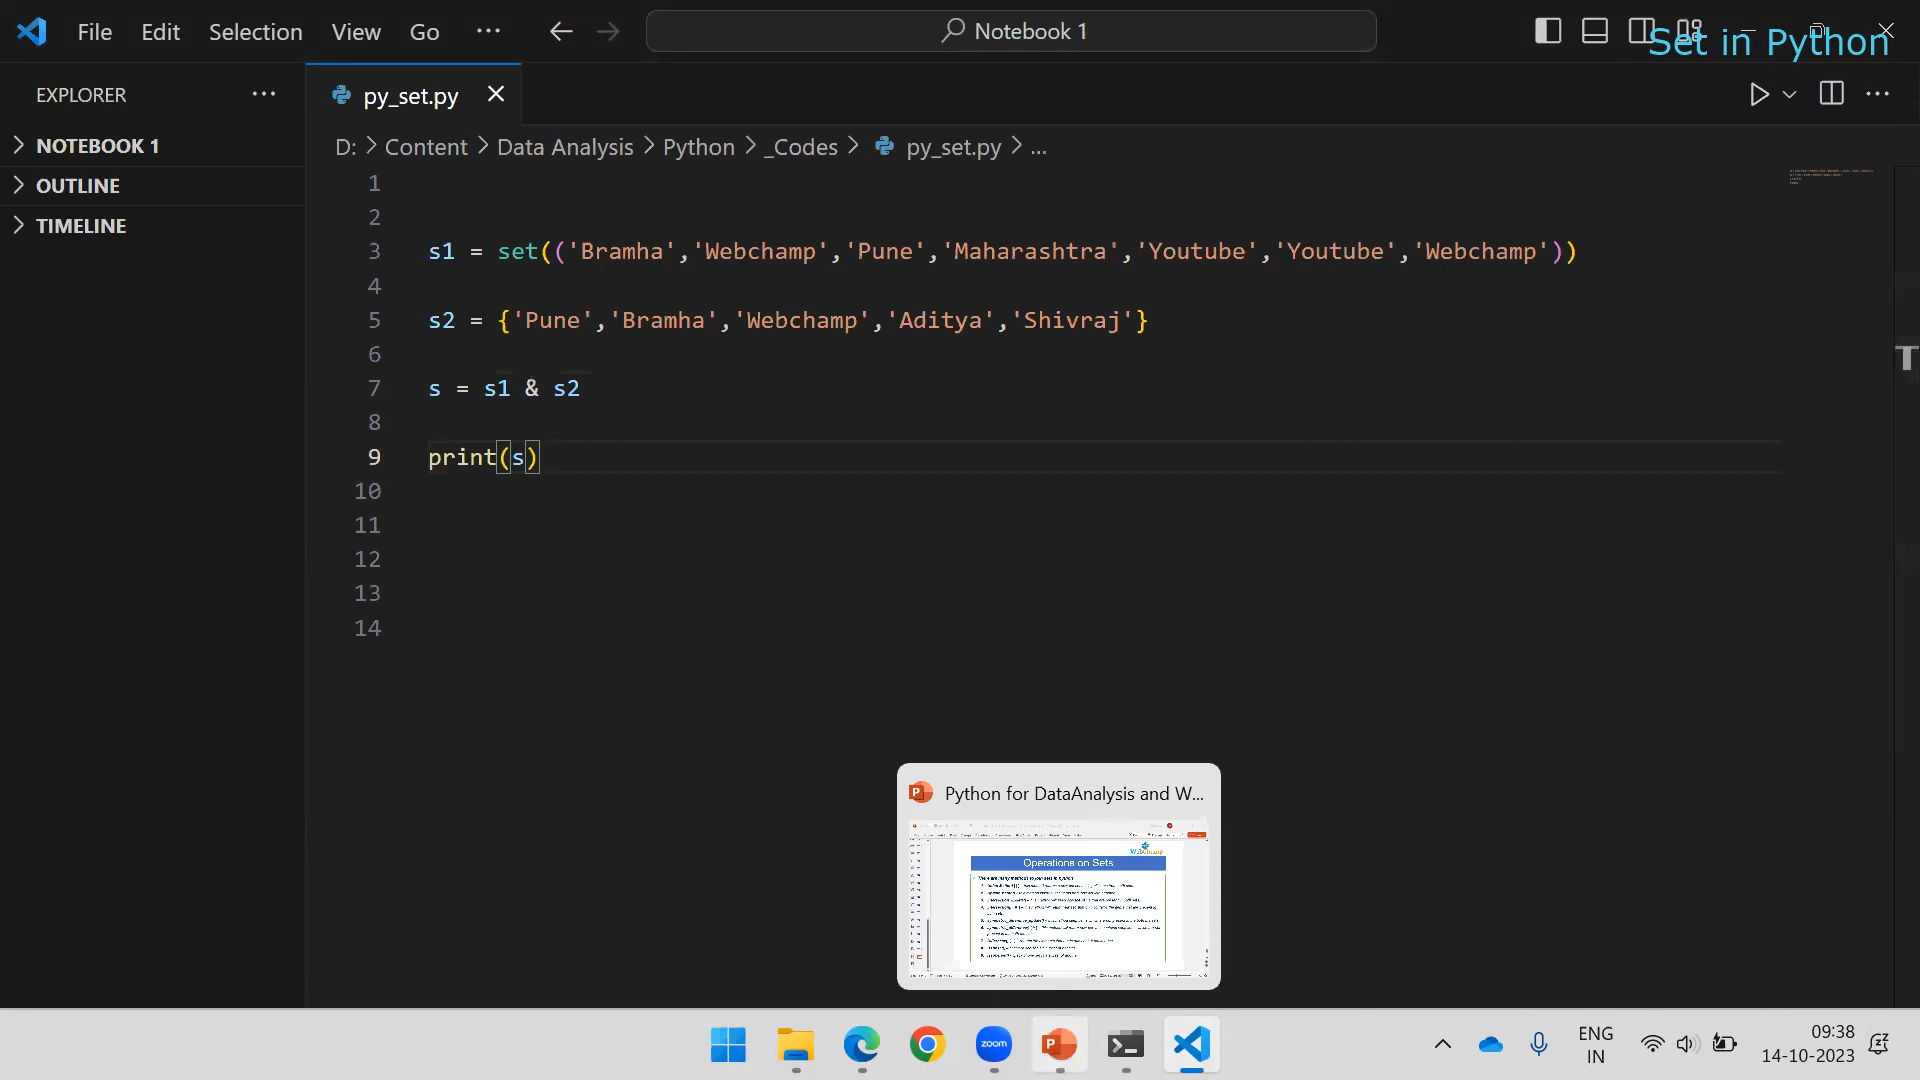 File Edit Selection View Go ... Notebook 1
Set in Python
EXPLORER ... py_set.py
NOTEBOOK 1
OUTLINE
TIMELINE
D: > Content > Data Analysis > Python > _Codes > py_set.py > ...
1
2
3 s1 = set(('Bramha','Webchamp','Pune','Maharashtra','Youtube','Youtube','Webchamp'))
4
5 s2 = {'Pune','Bramha','Webchamp','Aditya','Shivraj'}
6
7 s = s1 & s2
8
9 print(s)
10
11
12
13
14
T
Python for DataAnalysis and W...
WebChamp
Operations on Sets
zoom
ENG
IN
09:38
14-10-2023